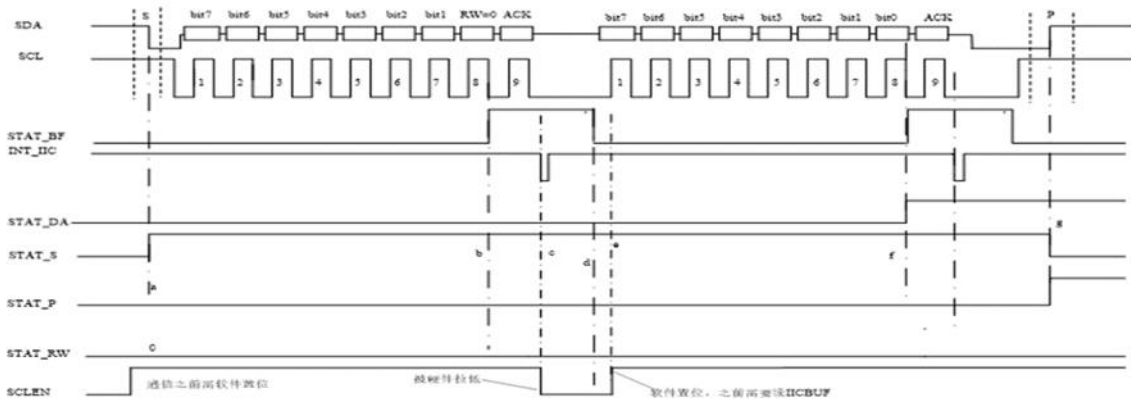 S bit7 bit6 bit5 bit4 bit3 bit2 bit1 RW=0 ACK bit7 bit6 bit5 bit4 bit3 bit2 bit1 bit0 ACK P
SDA
SCL
1 2 3 4 5 6 7 8 9 1 2 3 4 5 6 7 8 9
STAT_BF
INT_IIC
STAT_DA
STAT_S
a b c d e f g
STAT_P
STAT_RW
0
SCLEN
通信之前需软件置位
被硬件拉低
软件置位，之前需要读IICBUF